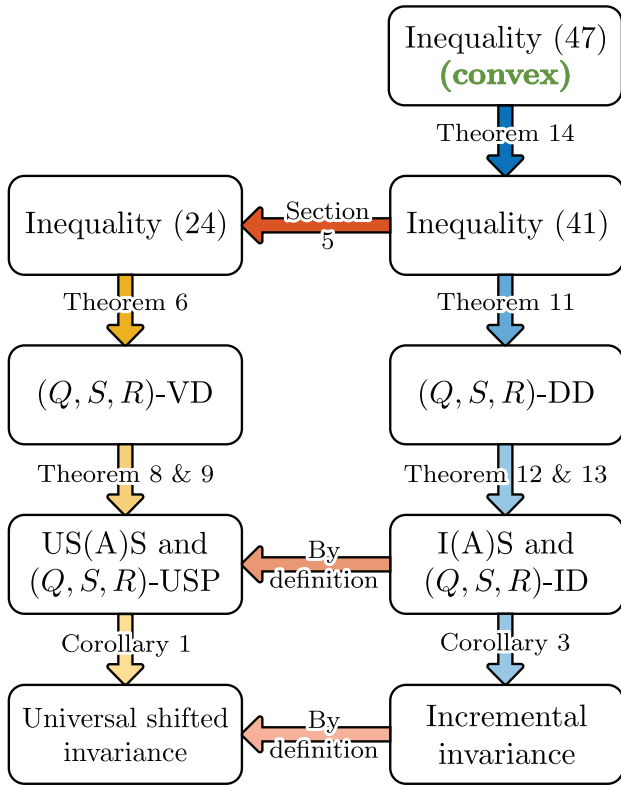 Inequality (47)
(convex)
Theorem 14
Inequality (24)
Section
5
Inequality (41)
Theorem 6
Theorem 11
(Q, S, R)-VD
(Q, S, R)-DD
Theorem 8 & 9
Theorem 12 & 13
US(A)S and
(Q, S, R)-USP
By
definition
I(A)S and
(Q, S, R)-ID
Corollary 1
Corollary 3
Universal shifted
invariance
By
definition
Incremental
invariance